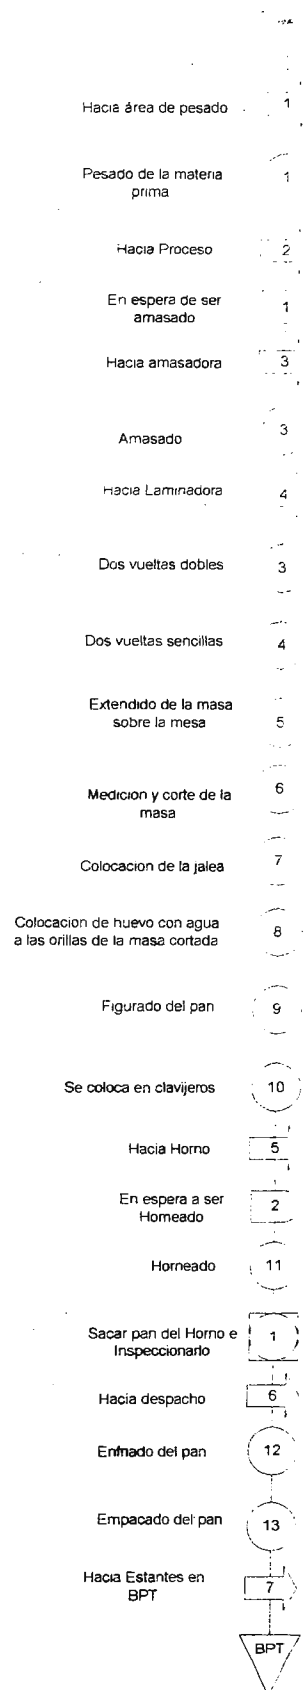 Hacia área de pesado 1
Pesado de la materia 1
prima
Hacia Proceso 2
En espera de ser 1
amasado
Hacia amasadora 3
Amasado 3
Hacia Laminadora 4
Dos vueltas dobles 3
Dos vueltas sencillas 4
Extendido de la masa
sobre la mesa 5
Medicion y corte de la 6
masa
Colocacion de la jalea 7
Colocacion de huevo con agua 8
a las orillas de la masa cortada
Figurado del pan 9
Se coloca en clavijeros 10
Hacia Horno 5
En espera a ser 2
Horneado
Horneado 11
Sacar pan del Horno e 1
Inspeccionarlo
Hacia despacho 6
Enfriado del pan 12
Empacado del pan 13
Hacia Estantes en 7
BPT
BPT